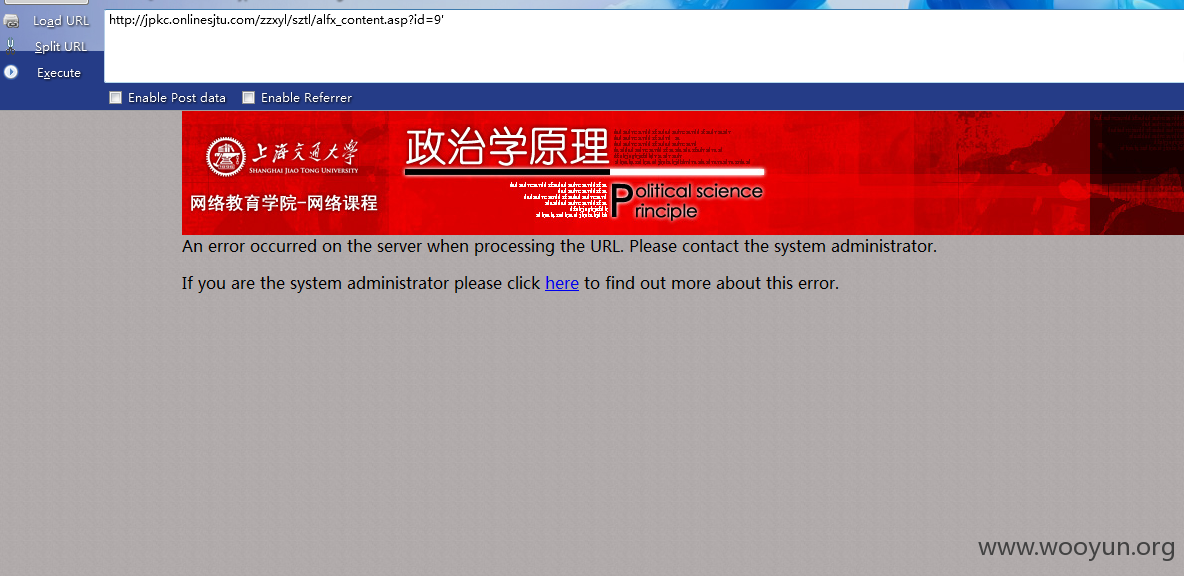 Load URL
http://jpkc.onlinesjtu.com/zzxyl/sztl/alfx_content.asp?id=9'
Split URL
Execute
Enable Post data
Enable Referrer
上海交通大学
SHANGHAI JIAO TONG UNIVERSITY
网络教育学院-网络课程
政治学原理
Political science
Principle
An error occurred on the server when processing the URL. Please contact the system administrator.
If you are the system administrator please click here to find out more about this error.
www.wooyun.org